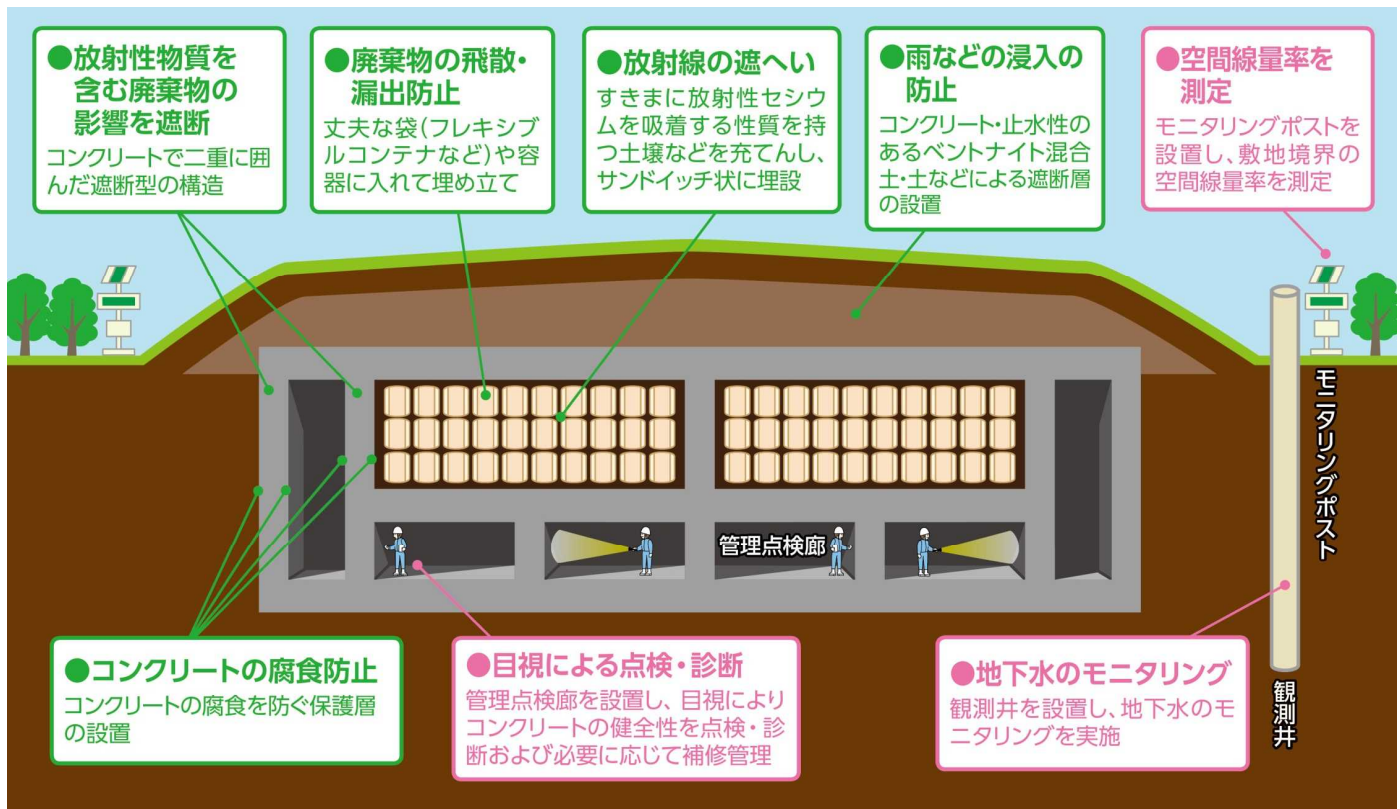 ●放射性物質を
含む廃棄物の
影響を遮断
コンクリートで二重に囲
んだ遮断型の構造
●廃棄物の飛散・
漏出防止
丈夫な袋(フレキシブ
ルコンテナなど)や容
器に入れて埋め立て
●放射線の遮へい
すきまに放射性セシウ
ムを吸着する性質を持
つ土壌などを充てんし、
サンドイッチ状に埋設
●雨などの浸入の
防止
コンクリート・止水性の
あるベントナイト混合
土・土などによる遮断層
の設置
●空間線量率を
測定
モニタリングポストを
設置し、敷地境界の
空間線量率を測定
モニタリングポスト
管理点検廊
●コンクリートの腐食防止
コンクリートの腐食を防ぐ保護層
の設置
●目視による点検・診断
管理点検廊を設置し、目視により
コンクリートの健全性を点検・診
断および必要に応じて補修管理
●地下水のモニタリング
観測井を設置し、地下水のモ
ニタリングを実施
観測井